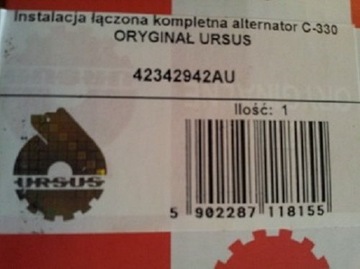 Instalacja łączona kompletna alternator C-330
ORYGINAŁ URSUS
42342942AU
Ilość: 1
URSUS
5 902287 118155